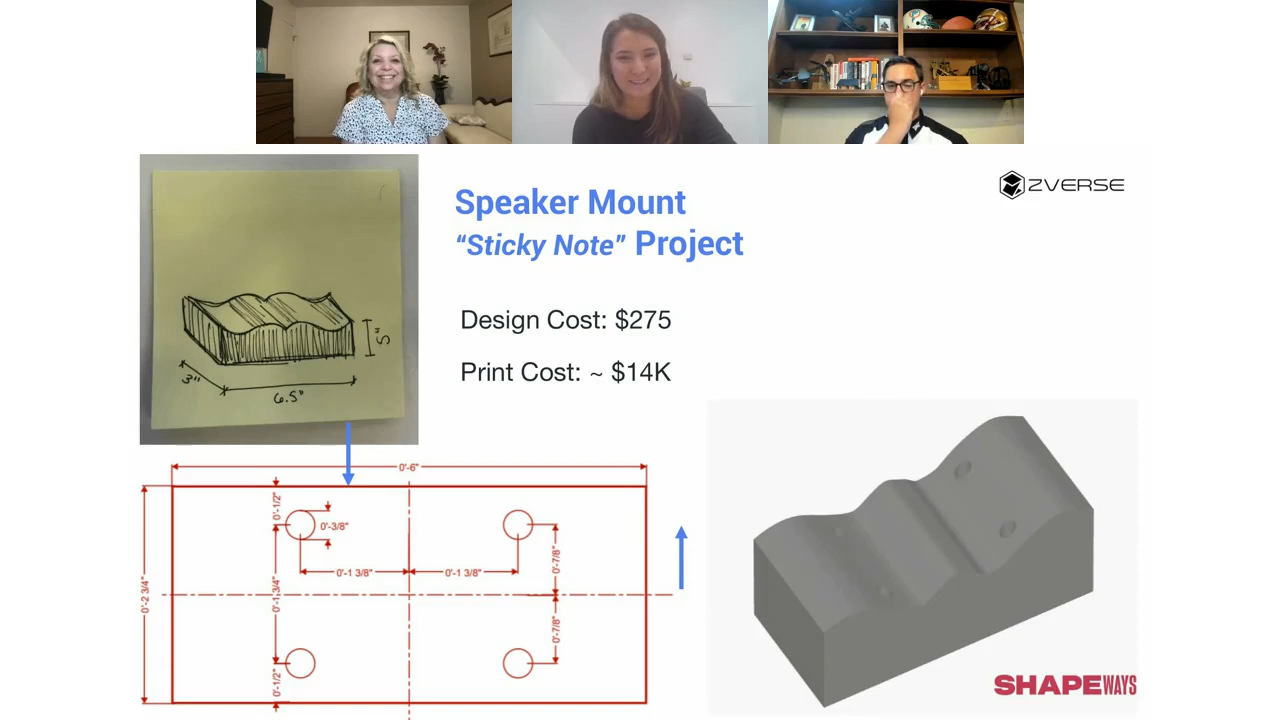 ZVERSE
Speaker Mount
“Sticky Note” Project
Design Cost: $275
Print Cost: ~ $14K
5"
3"
6.5"
0'-6"
0'-1/2"
0'-3/8"
0'-1 3/8"
0'-1 3/8"
0'-7/8"
0'-2 3/4"
0'-1 3/4"
0'-7/8"
0'-1/2"
SHAPEWAYS